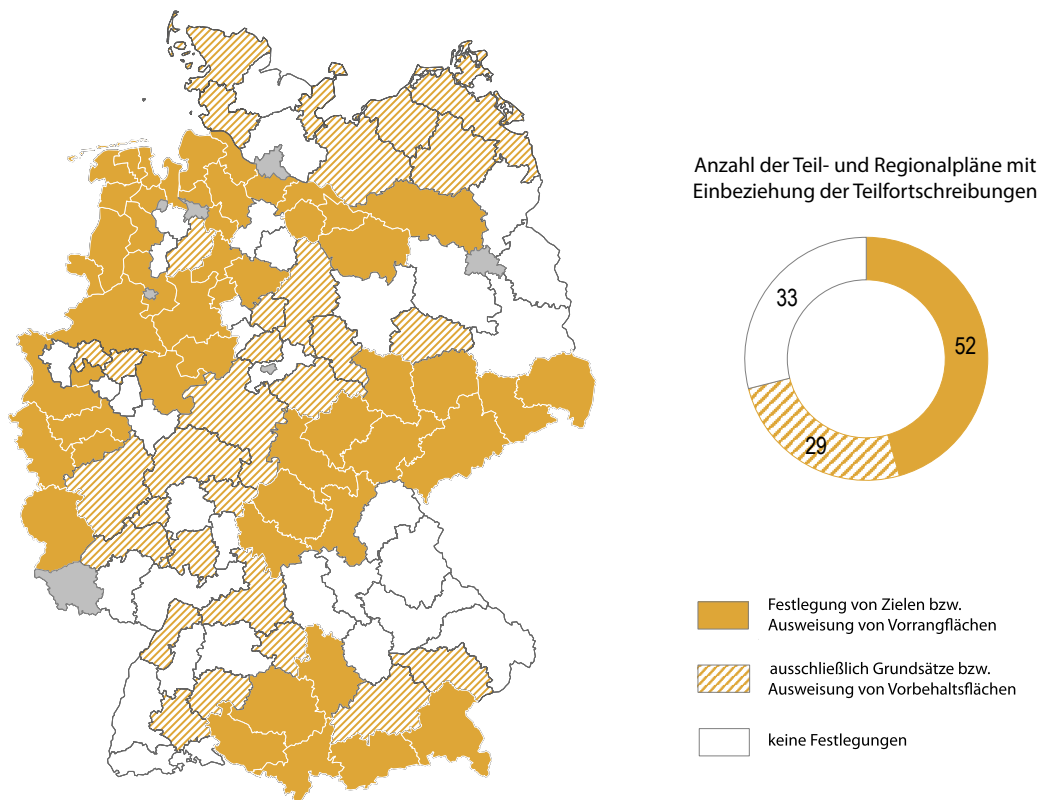 Anzahl der Teil- und Regionalpläne mit
Einbeziehung der Teilfortschreibungen
33
52
29
Festlegung von Zielen bzw.
Ausweisung von Vorrangflächen
ausschließlich Grundsätze bzw.
Ausweisung von Vorbehaltsflächen
keine Festlegungen